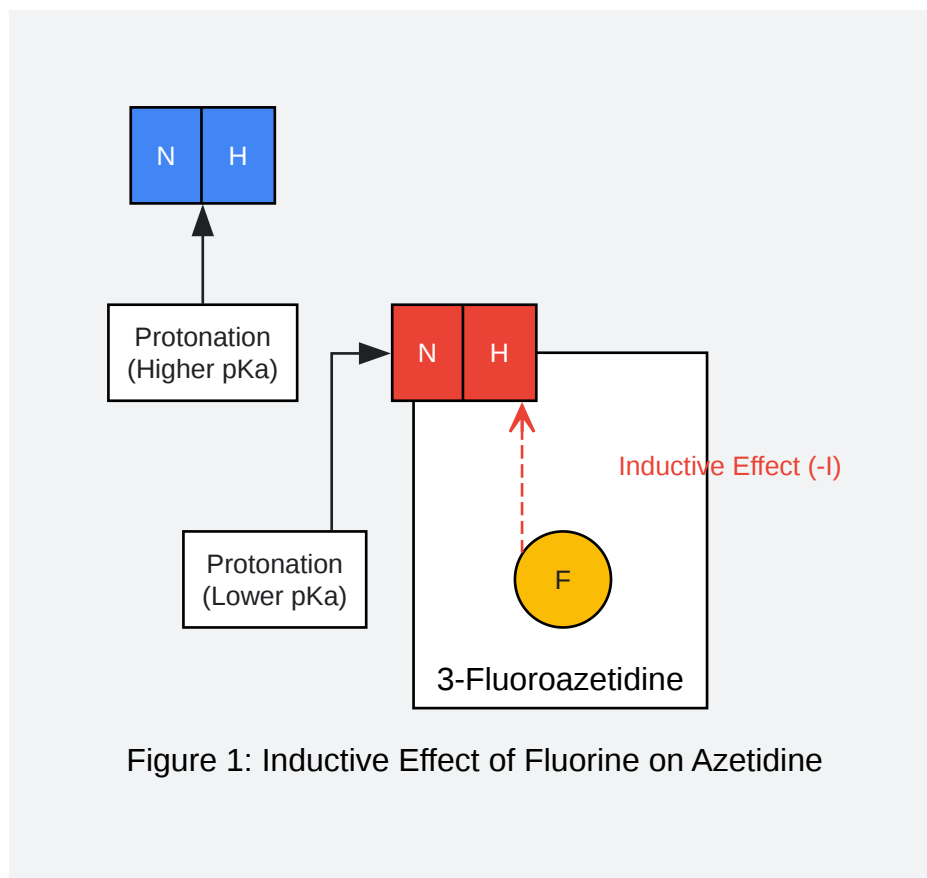 N H
Protonation
(Higher pKa)
N H
Inductive Effect (-I)
Protonation
(Lower pKa)
F
3-Fluoroazetidine
Figure 1: Inductive Effect of Fluorine on Azetidine